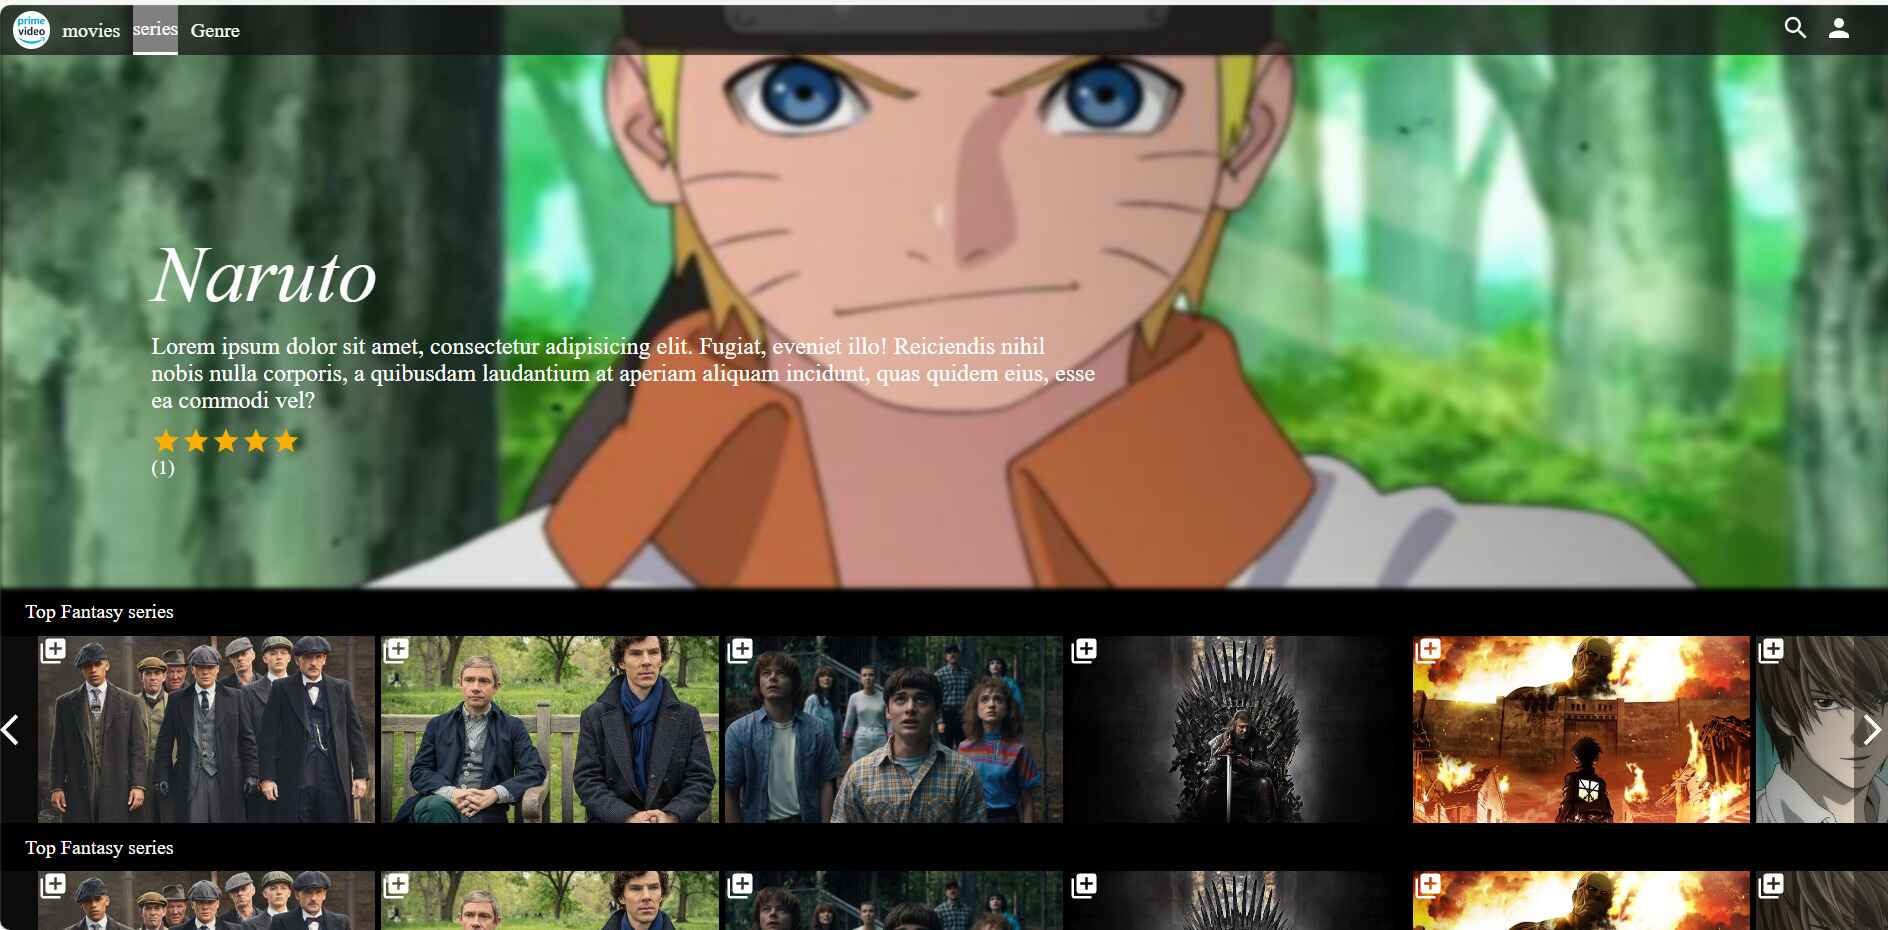 prime
video
movies series Genre
Naruto
Lorem ipsum dolor sit amet, consectetur adipisicing elit. Fugiat, eveniet illo! Reiciendis nihil
nobis nulla corporis, a quibusdam laudantium at aperiam aliquam incidunt, quas quidem eius, esse
ea commodi vel?
(1)
Top Fantasy series
Top Fantasy series